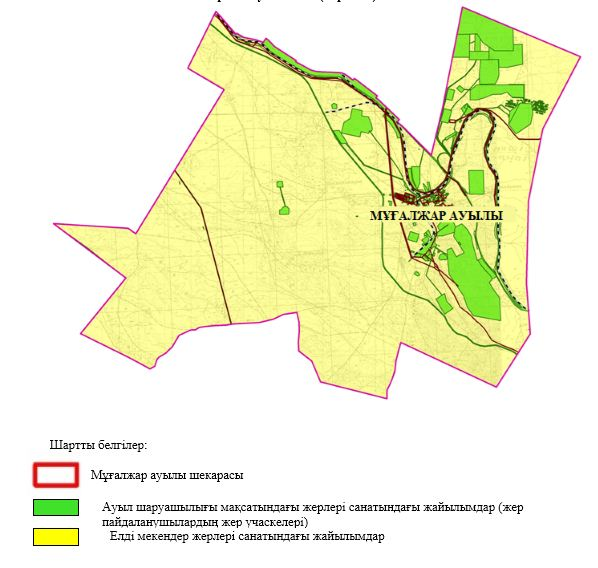 МҰҒАЛЖАР АУЫЛЫ
Шартты белгілер:
Мұғалжар ауылы шекарасы
Ауыл шаруашылығы мақсатындағы жерлері санатындағы жайылымдар (жер
пайдаланушылардың жер учаскелері)
Елді мекендер жерлері санатындағы жайылымдар